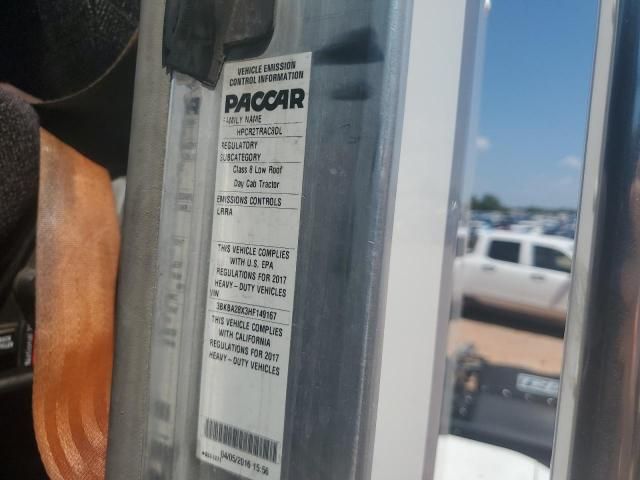 VEHICLE EMISSION
CONTROL INFORMATION
PACCAR
FAMILY NAME
HPCR2TRAC8DL
REGULATORY
SUBCATEGORY
Class 8 Low Roof
Day Cab Tractor
EMISSIONS CONTROLS
LRRA
THIS VEHICLE COMPLIES
WITH U.S. EPA
REGULATIONS FOR 2017
HEAVY-DUTY VEHICLES
VIN
3BKBA28X3HF149167
THIS VEHICLE COMPLIES
WITH CALIFORNIA
REGULATIONS FOR 2017
HEAVY-DUTY VEHICLES
04/05/2016 15:56